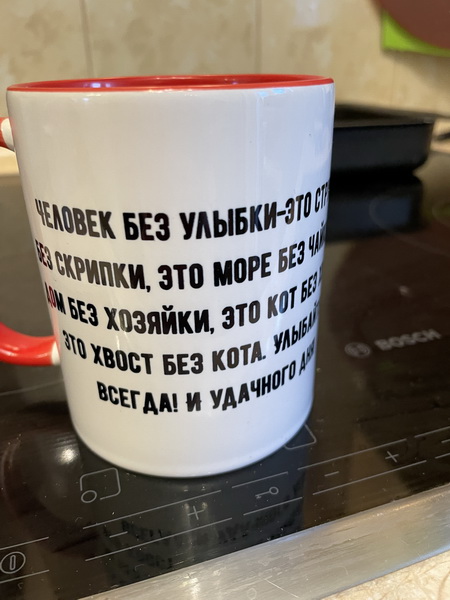 ЧЕЛОВЕК БЕЗ УЛЫБКИ-ЭТО
БЕЗ СКРИПКИ, ЭТО МОРЕ БЕЗ
ДОМ БЕЗ ХОЗЯЙКИ, ЭТО КОТ БЕЗ
ЭТО ХВОСТ БЕЗ КОТА.
ВСЕГДА! И УДАЧНОГО ДНЯ
BOSCH